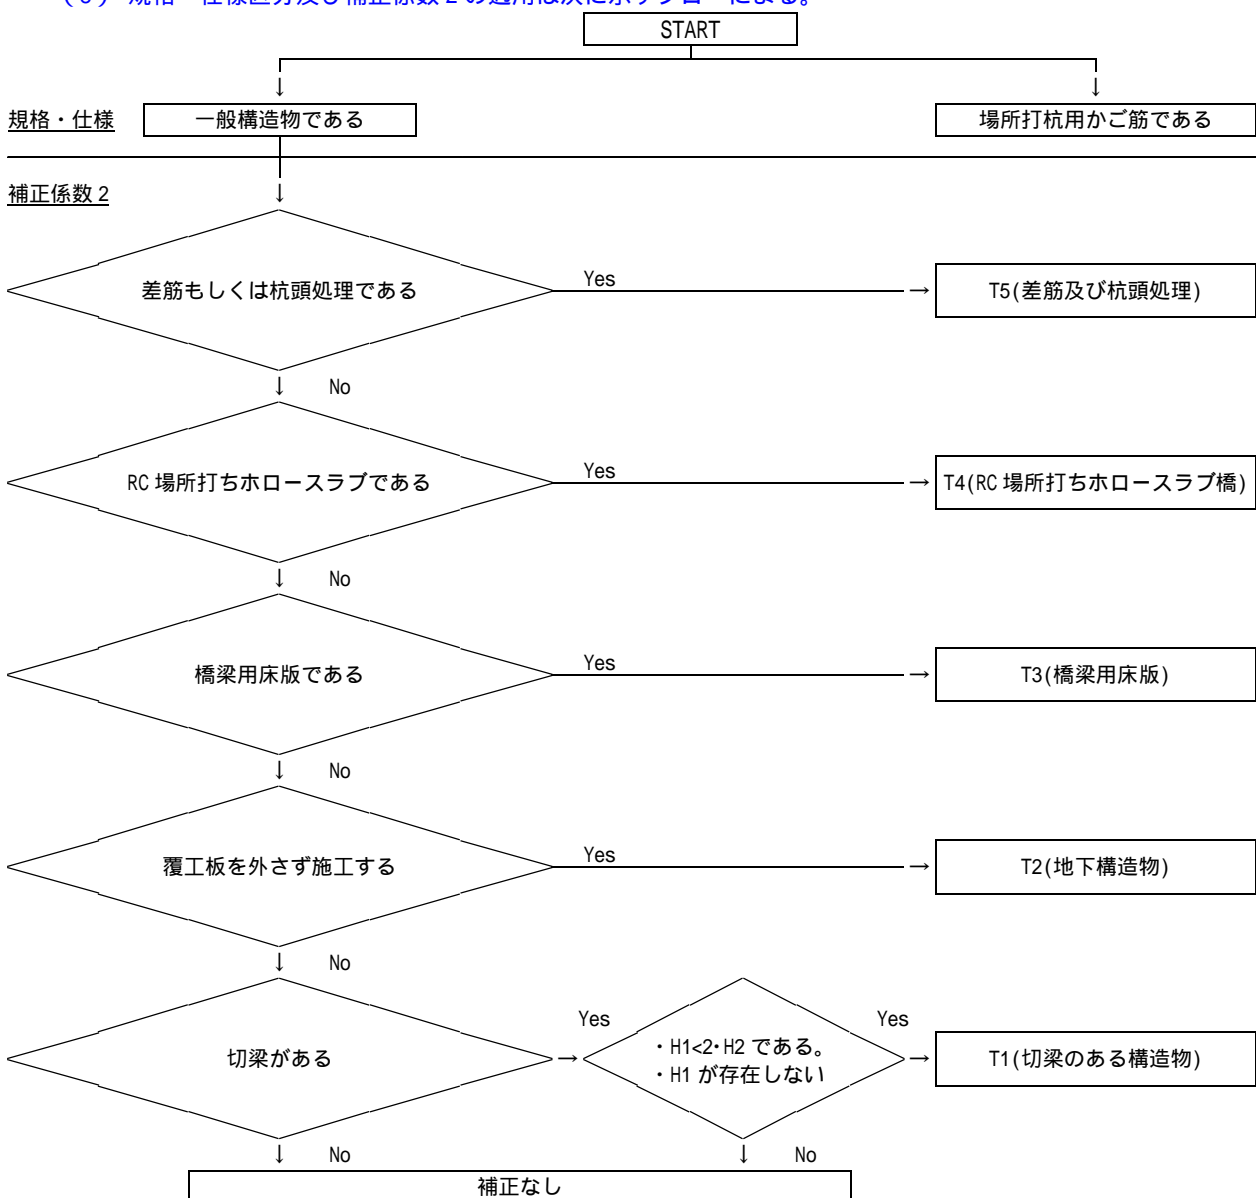 START
↓ ↓
規格・仕様 一般構造物である 場所打杭用かご筋である
補正係数2 ↓
差筋もしくは杭頭処理である Yes → T5(差筋及び杭頭処理)
↓ No
RC場所打ちホロースラブである Yes → T4(RC場所打ちホロースラブ橋)
↓ No
橋梁用床版である Yes → T3(橋梁用床版)
↓ No
覆工板を外さず施工する Yes → T2(地下構造物)
↓ No
切梁がある Yes → ・H1<2・H2 である。
・H1 が存在しない Yes → T1(切梁のある構造物)
↓ No ↓ No
補正なし